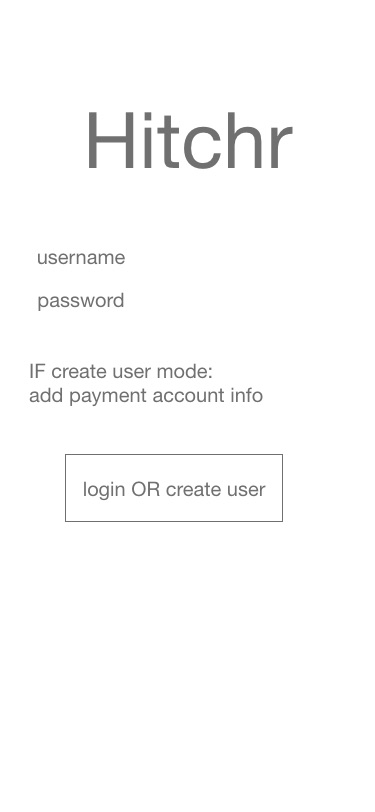 Hitchr
username
password
IF create user mode:
add payment account info
login OR create user